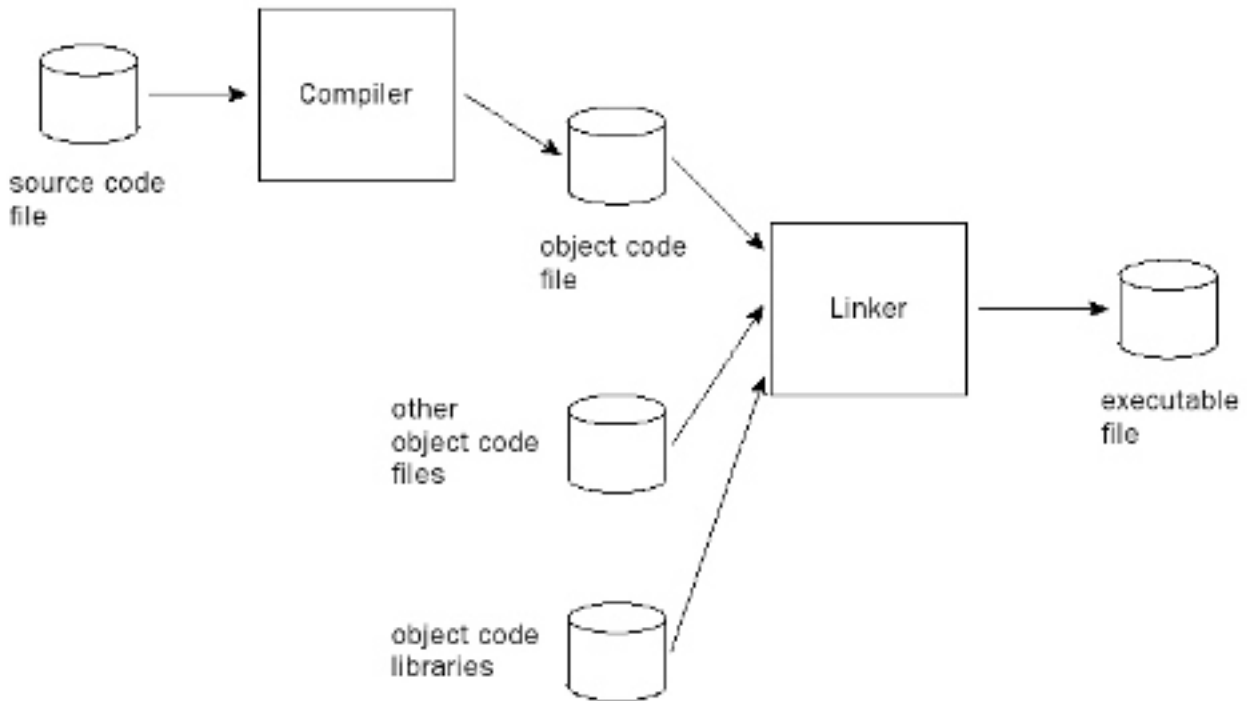 Compiler
source code
file
object code
file
Linker
other
object code
files
executable
file
object code
libraries